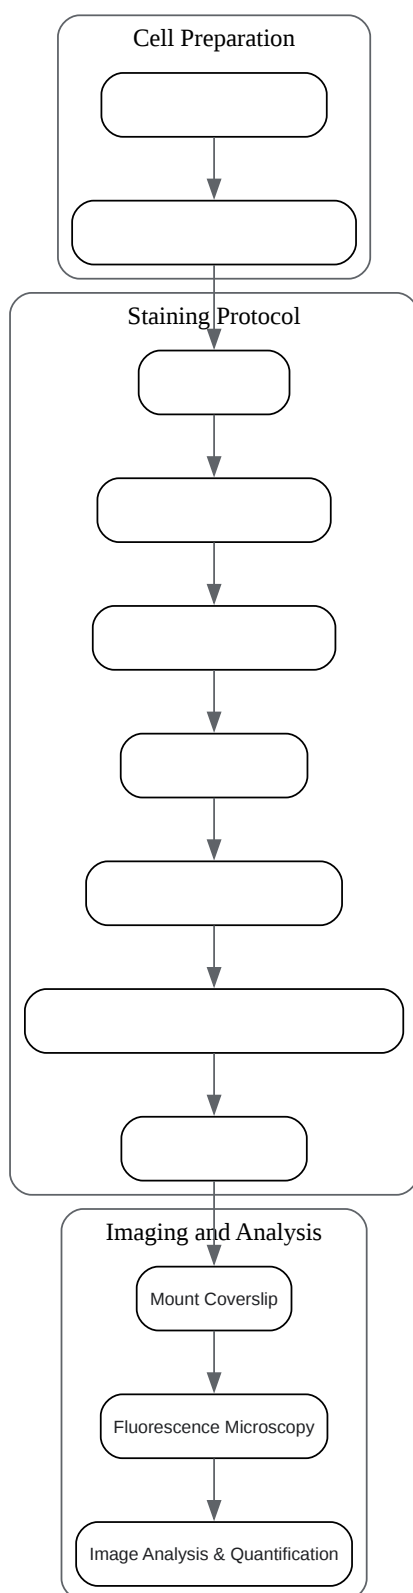 Cell Preparation
Staining Protocol
Imaging and Analysis
Mount Coverslip
Fluorescence Microscopy
Image Analysis & Quantification